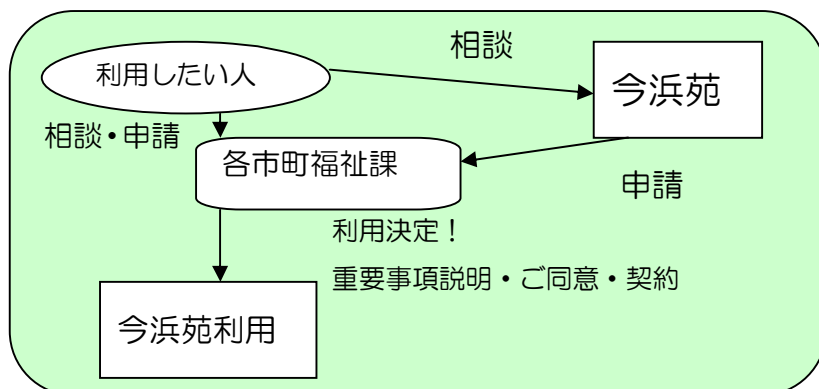 相談
利用したい人
今浜苑
相談・申請
各市町福祉課
申請
利用決定！
重要事項説明・ご同意・契約
今浜苑利用